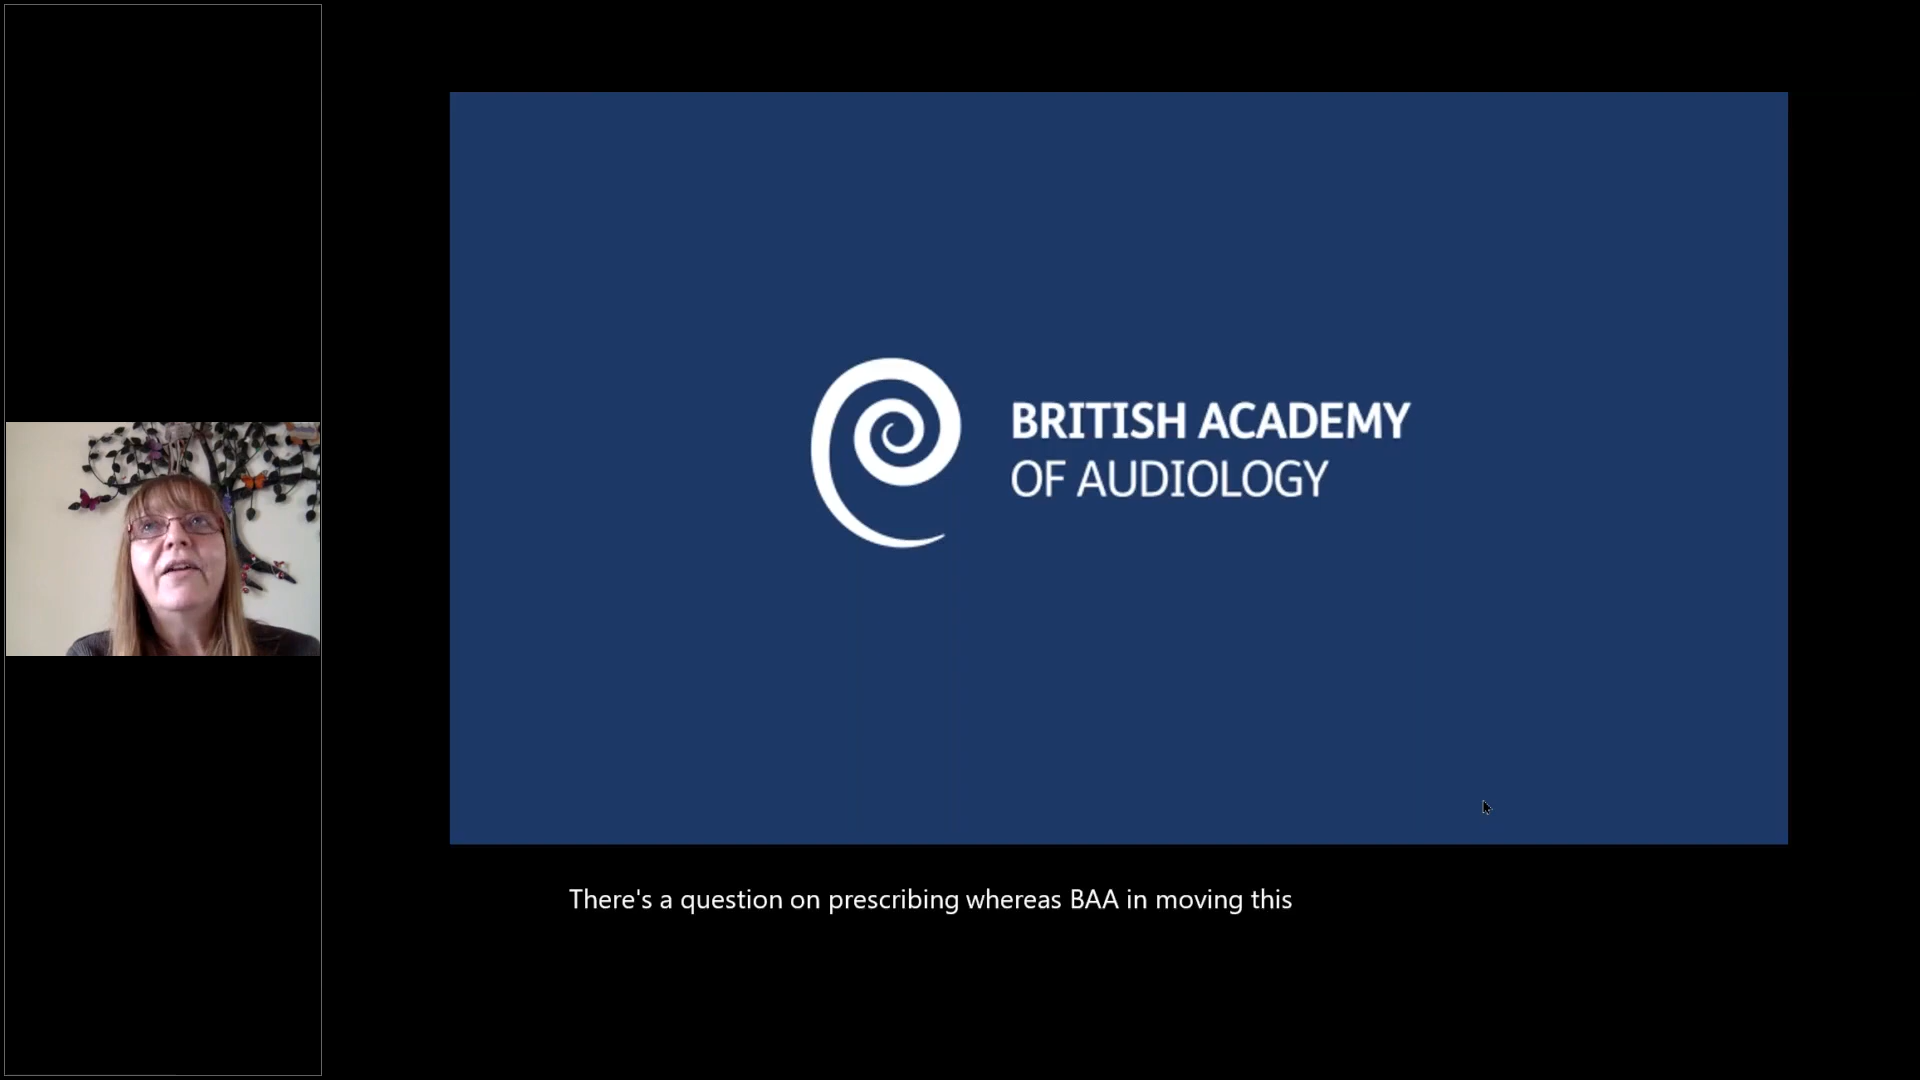 BRITISH ACADEMY
OF AUDIOLOGY
There's a question on prescribing whereas BAA in moving this